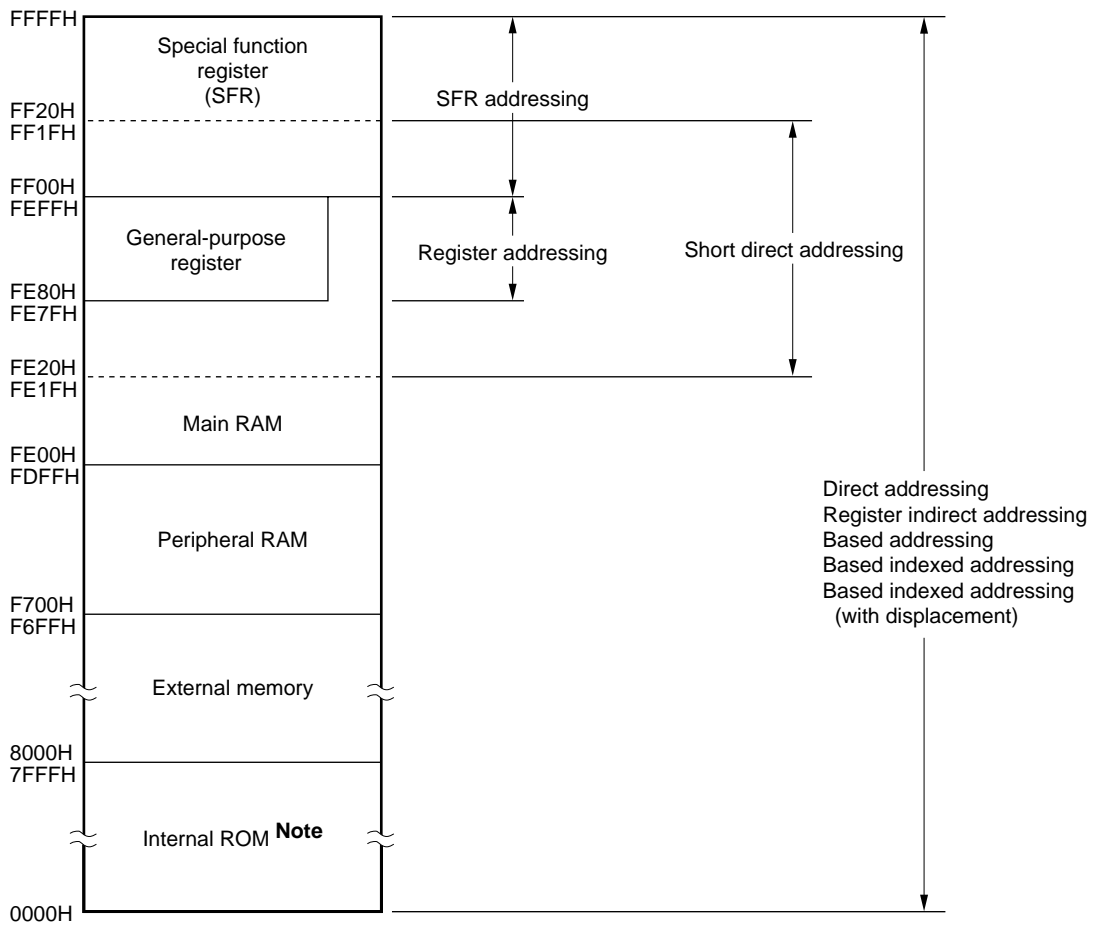 FFFFH
Special function
register
(SFR)
SFR addressing
FF20H
FF1FH
FF00H
FEFFH
General-purpose
register
Register addressing
Short direct addressing
FE80H
FE7FH
FE20H
FE1FH
Main RAM
FE00H
FDFFH
Peripheral RAM
Direct addressing
Register indirect addressing
Based addressing
Based indexed addressing
Based indexed addressing
(with displacement)
F700H
F6FFH
External memory
8000H
7FFFH
Internal ROM Note
0000H